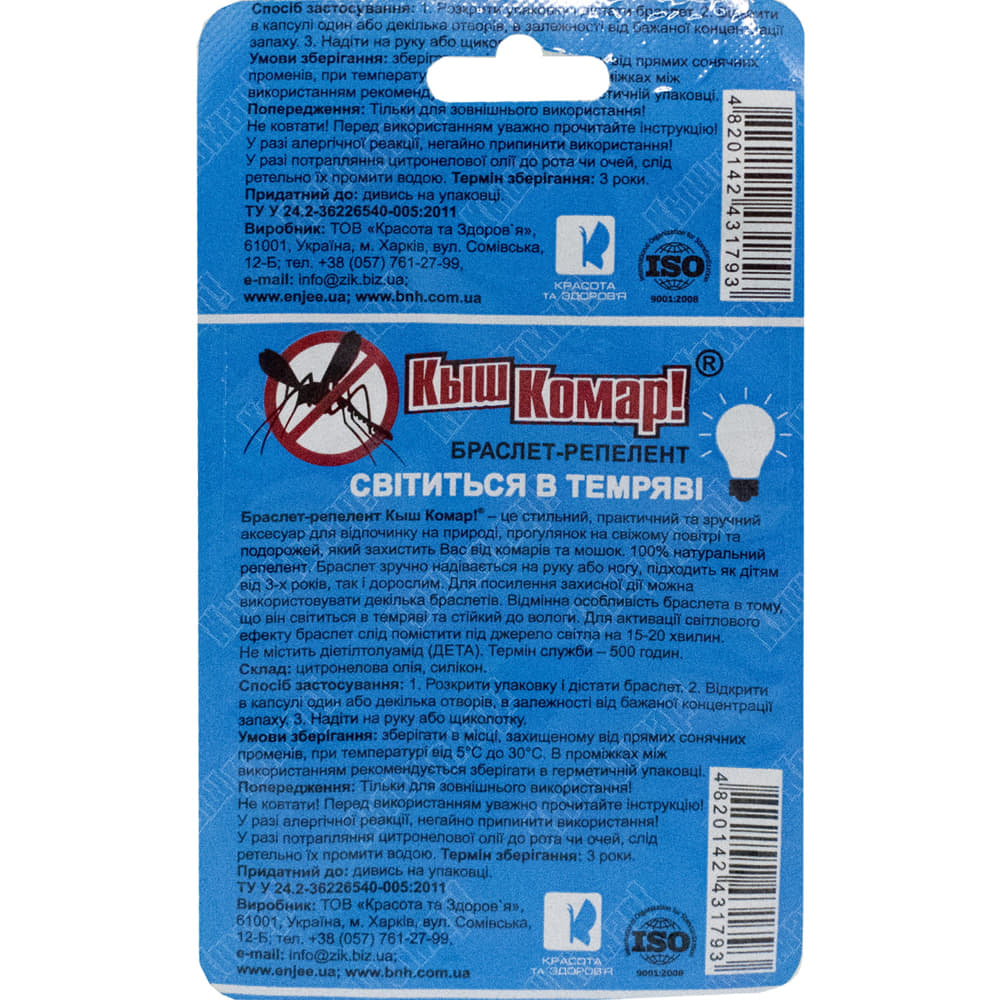 Спосіб застосування: 1. Розкрити упаковку і дістати браслет. 2. Відкрити
в капсулі один або декілька отворів, в залежності від бажаної концентрації
запаху. 3. Надіти на руку або щиколо
Умови зберігання: зберіга від прямих сонячних
променів, при температурі міжках між
використанням рекоменд етичній упаковці.
Попередження: Тільки для зовнішнього використання!
Не ковтати! Перед використанням уважно прочитайте інструкцію!
У разі алергічної реакції, негайно припинити використання!
У разі потрапляння цитронелової олії до рота чи очей, слід
ретельно їх промити водою. Термін зберігання: 3 роки.
Придатний до: дивись на упаковці.
ТУ У 24.2-36226540-005:2011
Виробник: ТОВ «Красота та Здоров`я»,
61001, Україна, м. Харків, вул. Сомівська,
12-Б; тел. +38 (057) 761-27-99,
e-mail: info@zik.biz.ua;
www.enjee.ua; www.bnh.com.ua
КРАСОТА
ТА ЗДОРОВ'Я
ISO
9001:2008
4820142431793
Кыш Комар!®
БРАСЛЕТ-РЕПЕЛЕНТ
СВІТИТЬСЯ В ТЕМРЯВІ
Браслет-репелент Кыш Комар!® – це стильний, практичний та зручний
аксесуар для відпочинку на природі, прогулянок на свіжому повітрі та
подорожей, який захистить Вас від комарів та мошок. 100% натуральний
репелент. Браслет зручно надівається на руку або ногу, підходить як дітям
від 3-х років, так і дорослим. Для посилення захисної дії можна
використовувати декілька браслетів. Відмінна особливість браслета в тому,
що він світиться в темряві та стійкий до вологи. Для активації світлового
ефекту браслет слід помістити під джерело світла на 15-20 хвилин.
Не містить діетілтолуамід (ДЕТА). Термін служби – 500 годин.
Склад: цитронелова олія, силікон.
Спосіб застосування: 1. Розкрити упаковку і дістати браслет. 2. Відкрити
в капсулі один або декілька отворів, в залежності від бажаної концентрації
запаху. 3. Надіти на руку або щиколотку.
Умови зберігання: зберігати в місці, захищеному від прямих сонячних
променів, при температурі від 5°С до 30°С. В проміжках між
використанням рекомендується зберігати в герметичній упаковці.
Попередження: Тільки для зовнішнього використання!
Не ковтати! Перед використанням уважно прочитайте інструкцію!
У разі алергічної реакції, негайно припинити використання!
У разі потрапляння цитронелової олії до рота чи очей, слід
ретельно їх промити водою. Термін зберігання: 3 роки.
Придатний до: дивись на упаковці.
ТУ У 24.2-36226540-005:2011
Виробник: ТОВ «Красота та Здоров`я»,
61001, Україна, м. Харків, вул. Сомівська,
12-Б; тел. +38 (057) 761-27-99,
e-mail: info@zik.biz.ua;
www.enjee.ua; www.bnh.com.ua
КРАСОТА
ТА ЗДОРОВ'Я
ISO
9001:2008
4820142431793